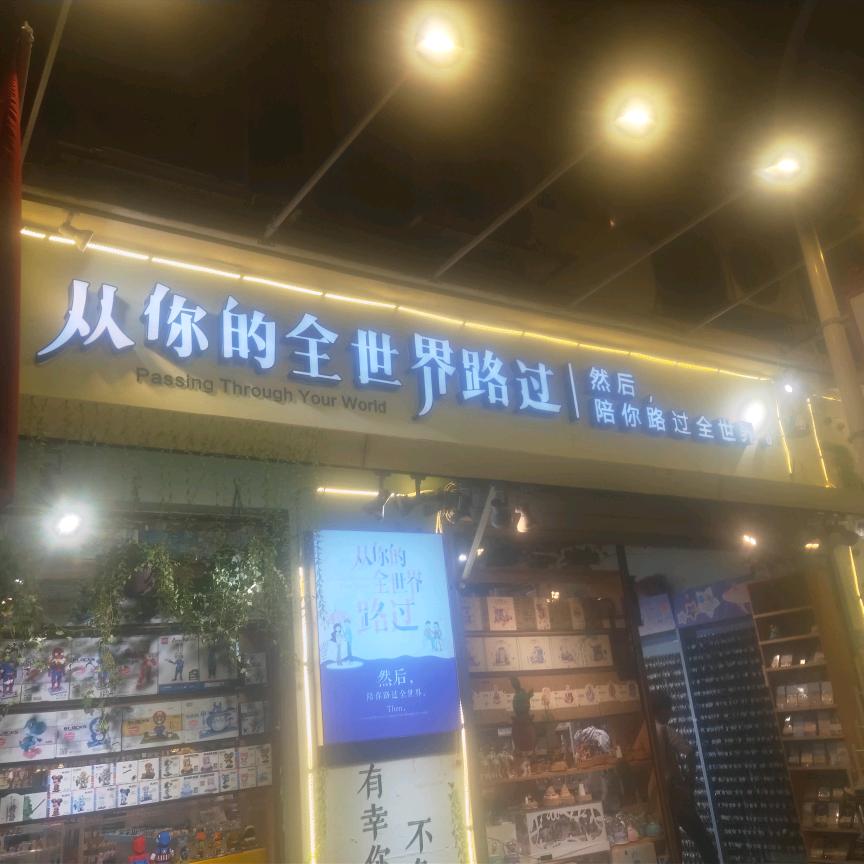 从你的全世界路过
Passing Through Your World
然后，
陪你路过全世界
从你的
全世界
路过
然后，
陪你路过全世界。
Then,
有幸你
不